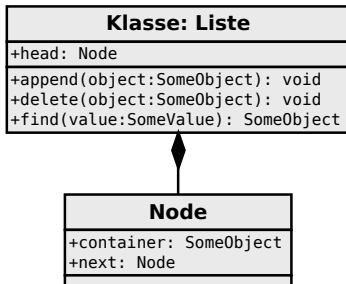 Klasse: Liste
+head: Node
+append(object:SomeObject): void
+delete(object:SomeObject): void
+find(value:SomeValue): SomeObject
Node
+container: SomeObject
+next: Node